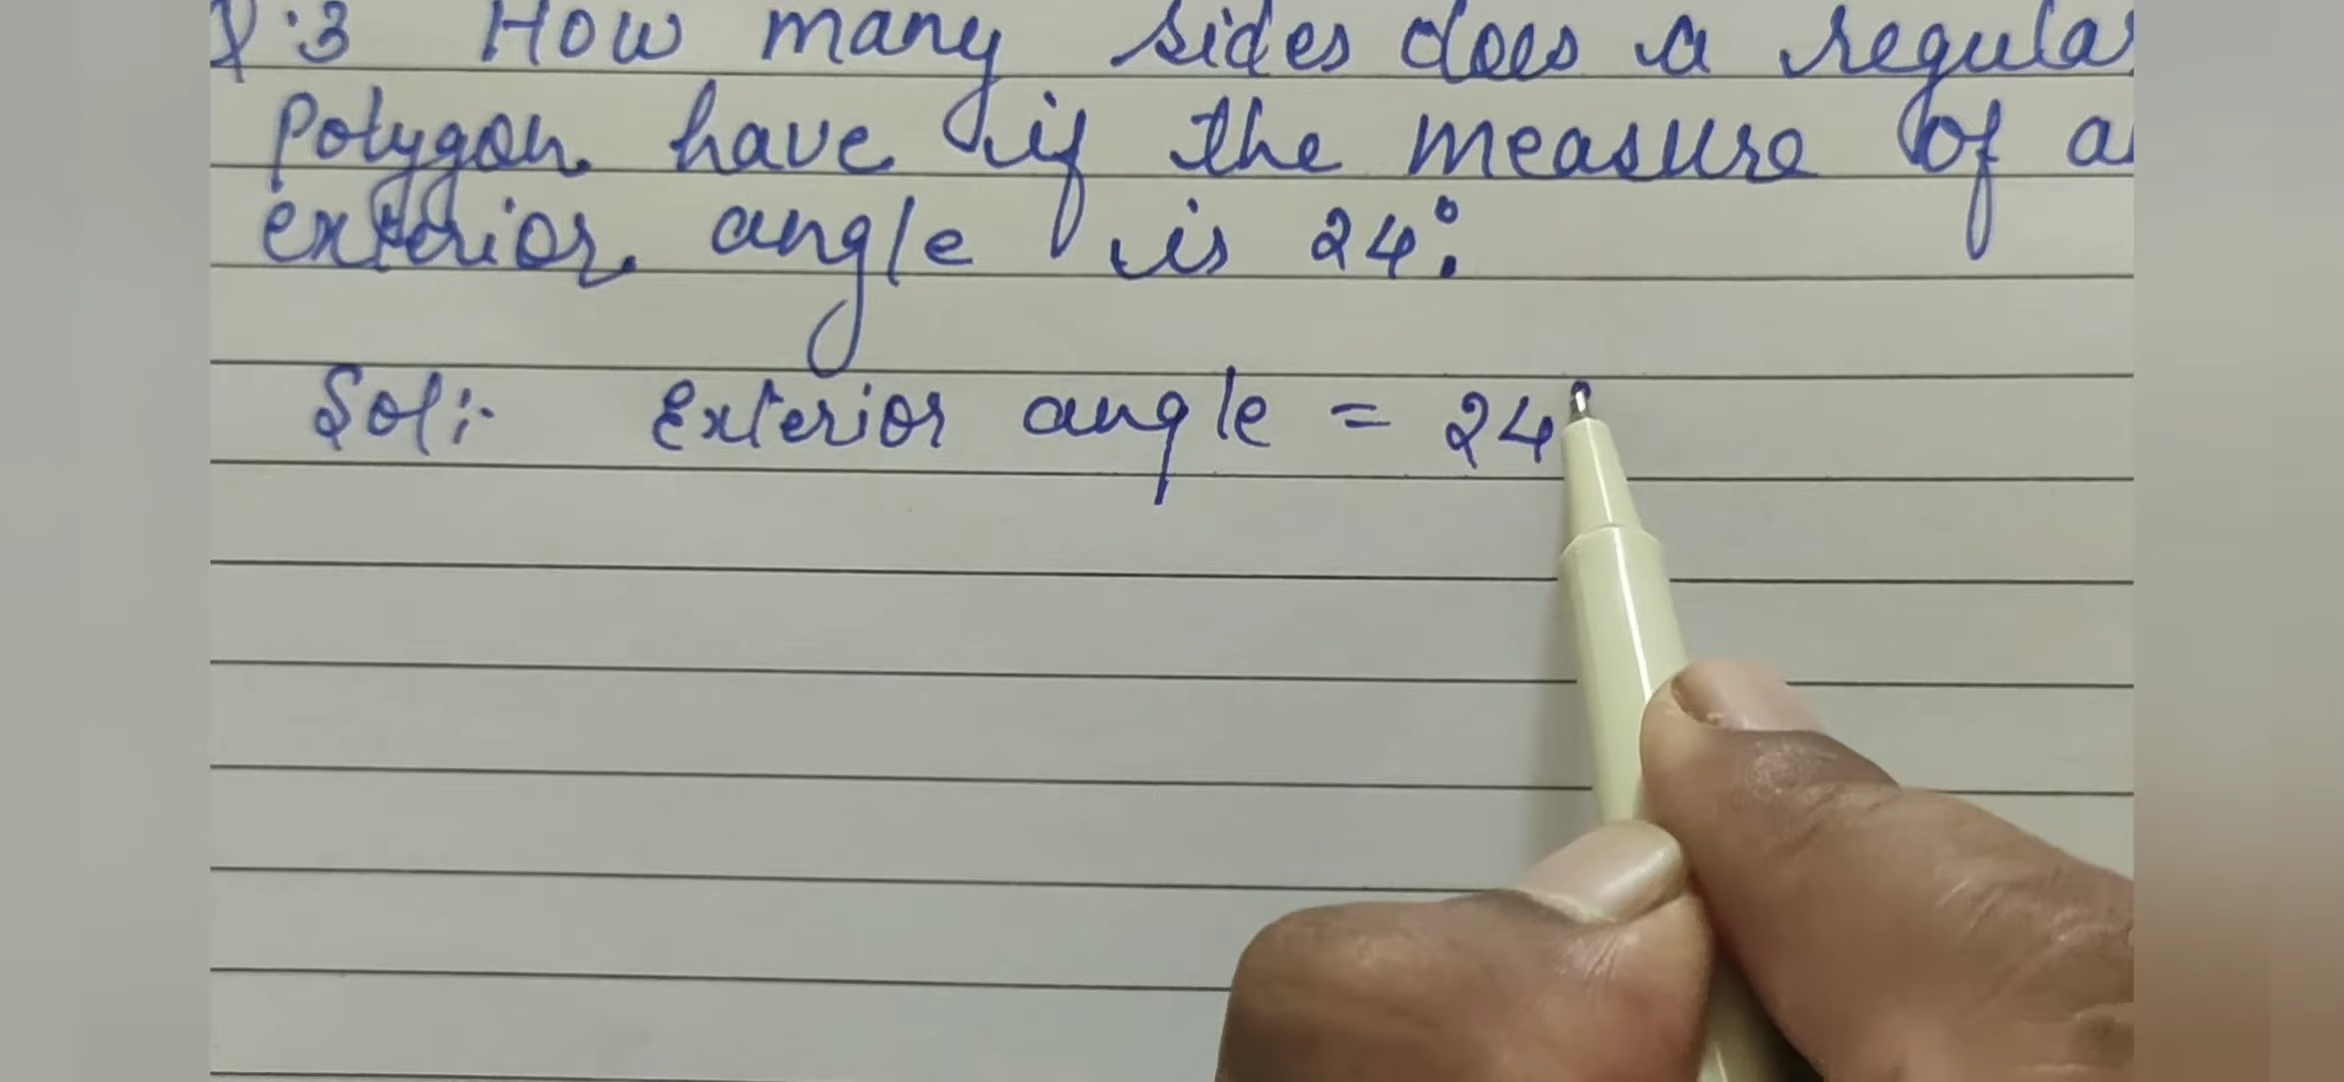 Q.3 How many sides does a regular
Polygon have if the measure of a
exterior angle is 24°.
Sol:- Exterior angle = 24°